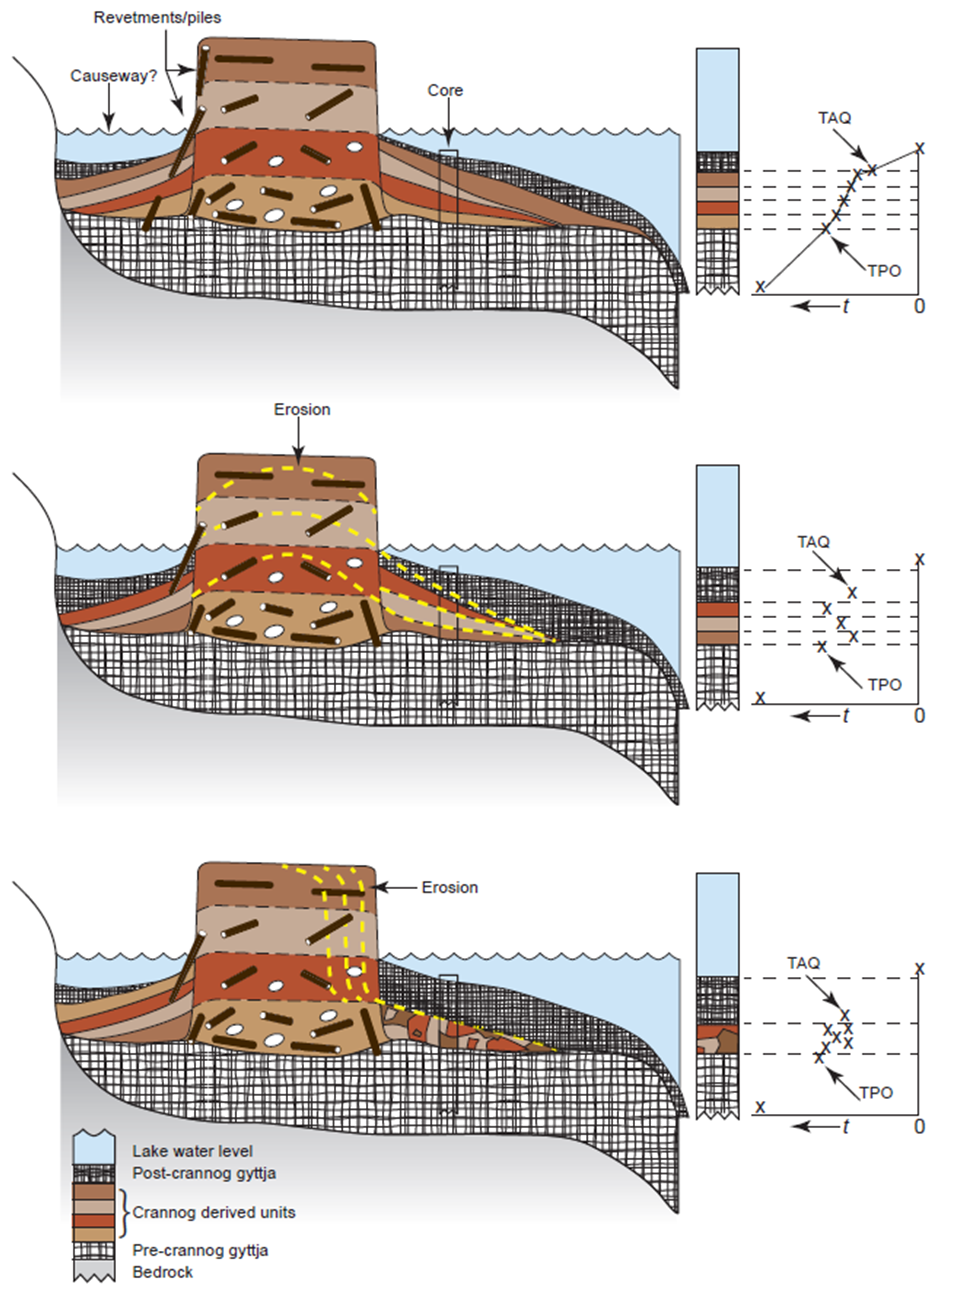 Revetments/piles
Causeway?
Core
TAQ
TPO
t
0
Erosion
TAQ
TPO
t
0
Erosion
TAQ
TPO
t
0
Lake water level
Post-crannog gyttja
Crannog derived units
Pre-crannog gyttja
Bedrock